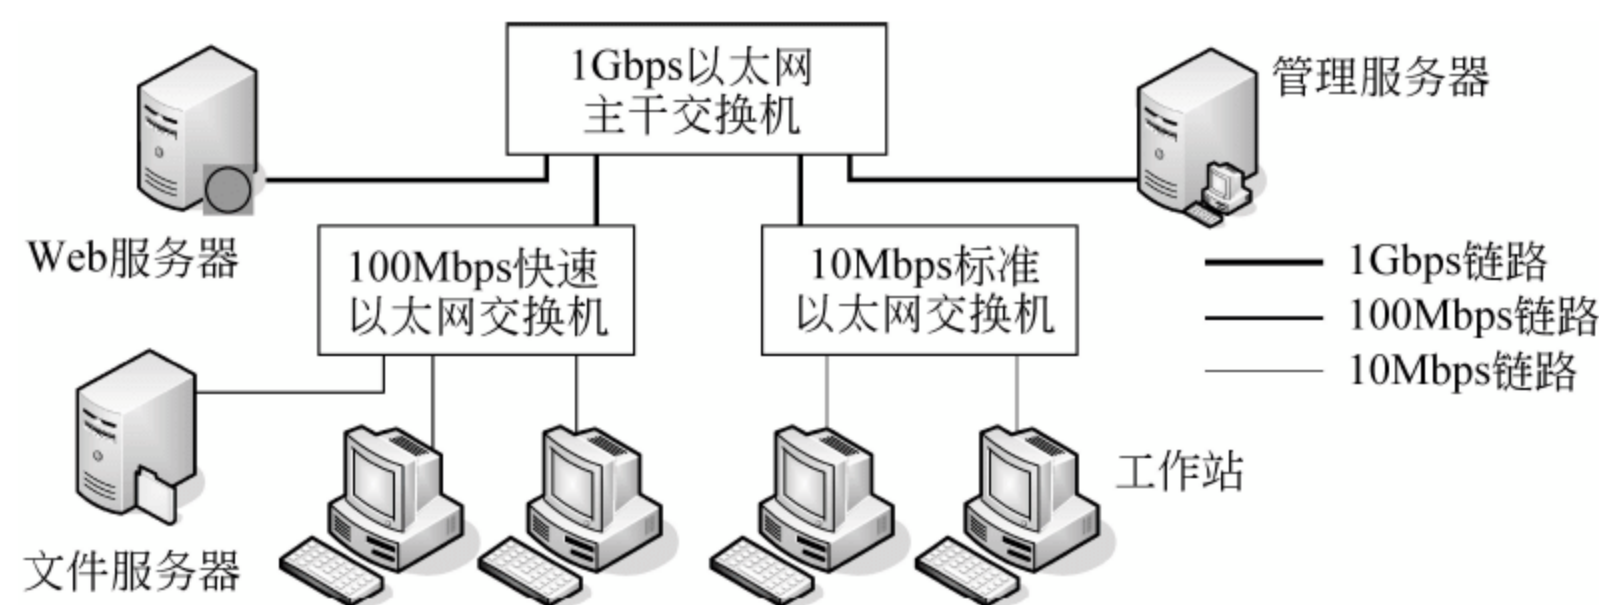 1Gbps以太网
主干交换机
管理服务器
Web服务器
100Mbps快速
以太网交换机
10Mbps标准
以太网交换机
1Gbps链路
100Mbps链路
10Mbps链路
工作站
文件服务器